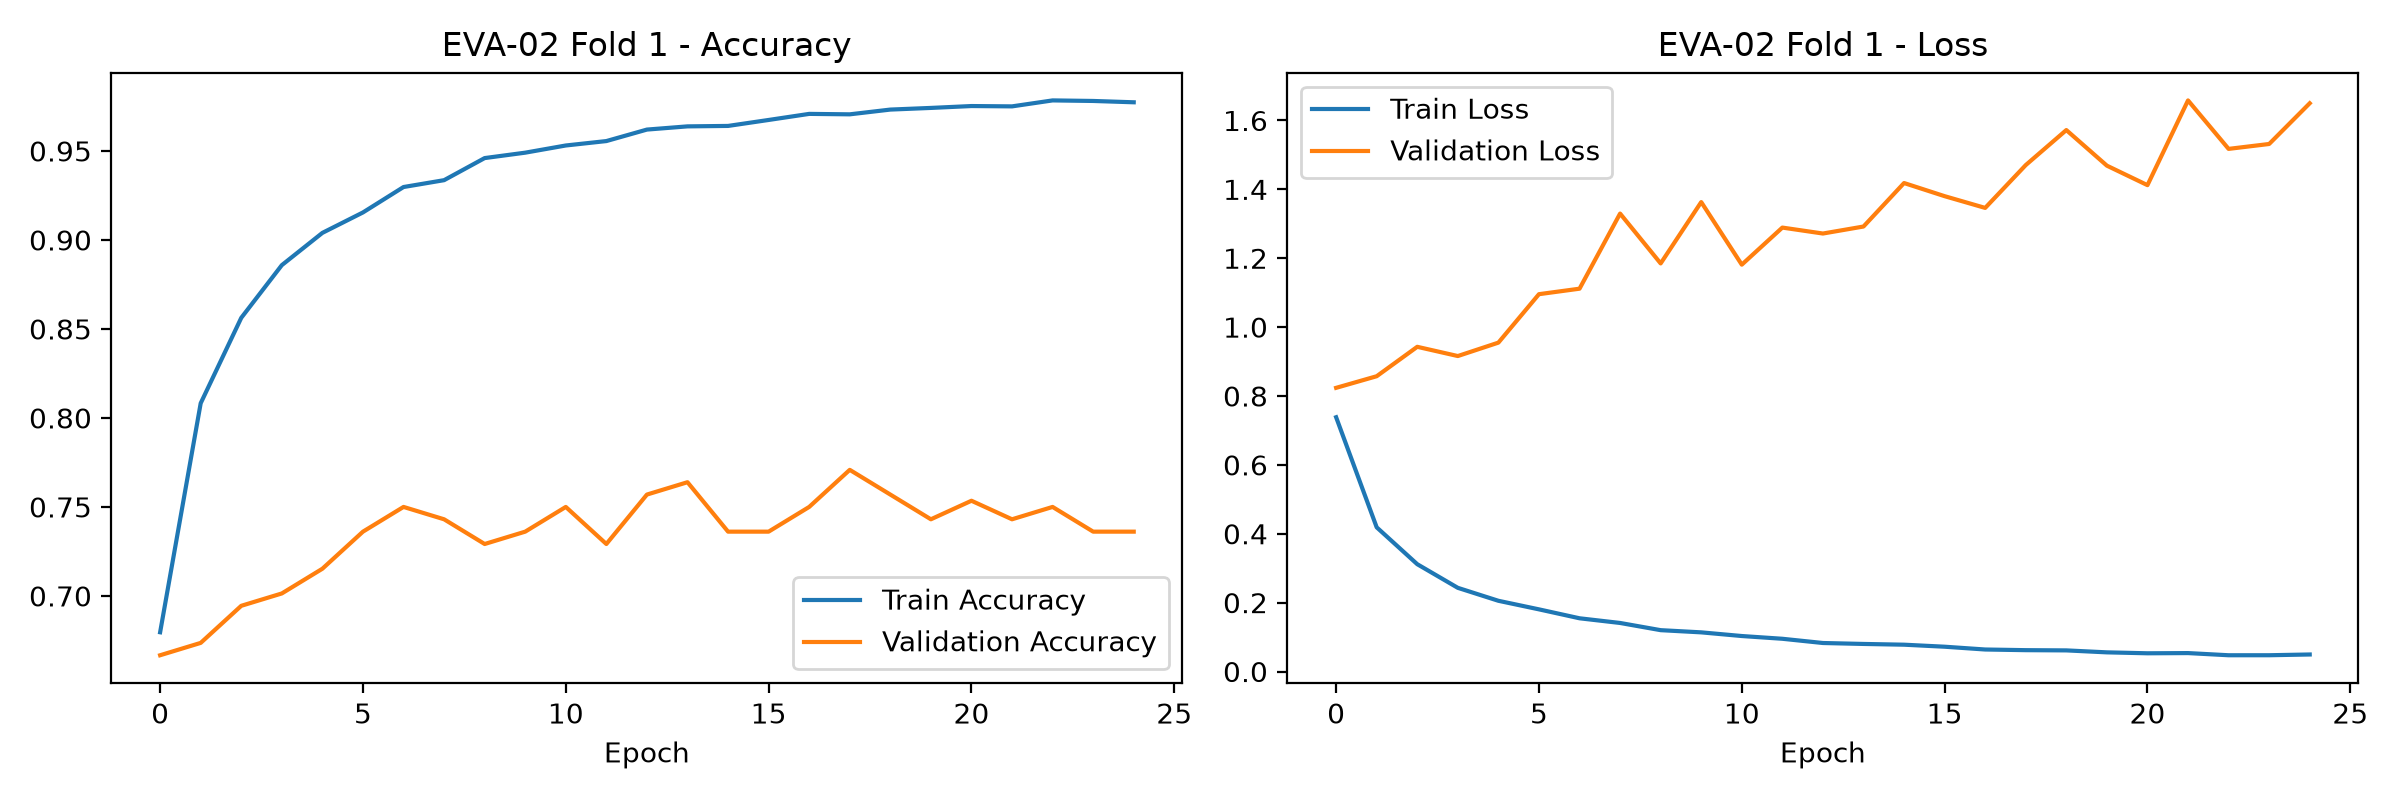 EVA-02 Fold 1 - Accuracy
0.95
0.90
0.85
0.80
0.75
0.70
Train Accuracy
Validation Accuracy
0 5 10 15 20 25
Epoch
EVA-02 Fold 1 - Loss
Train Loss
Validation Loss
1.6
1.4
1.2
1.0
0.8
0.6
0.4
0.2
0.0
0 5 10 15 20 25
Epoch